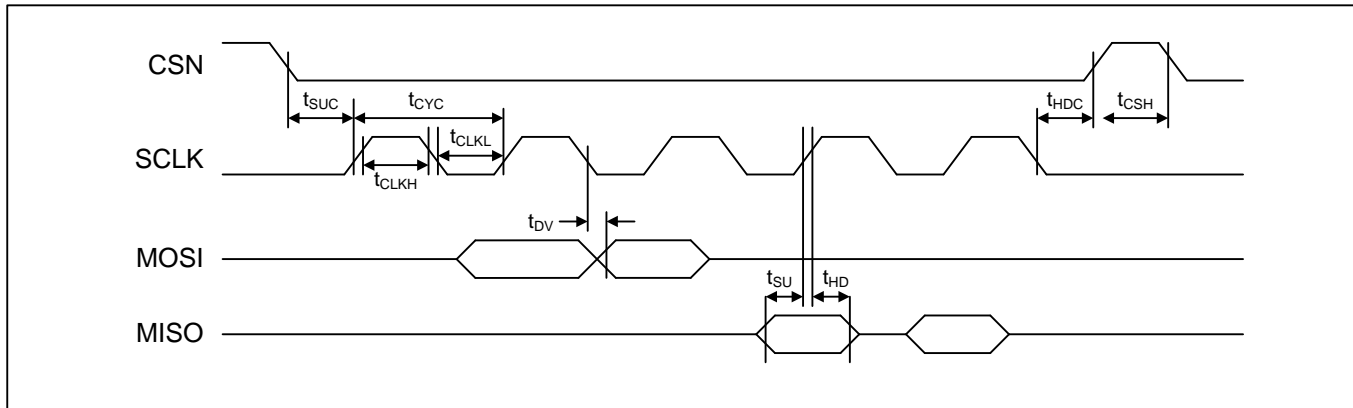 CSN
tSUC
tCYC
tHDC
tCSH
SCLK
tCLKH
tCLKL
tDV
MOSI
tSU
tHD
MISO